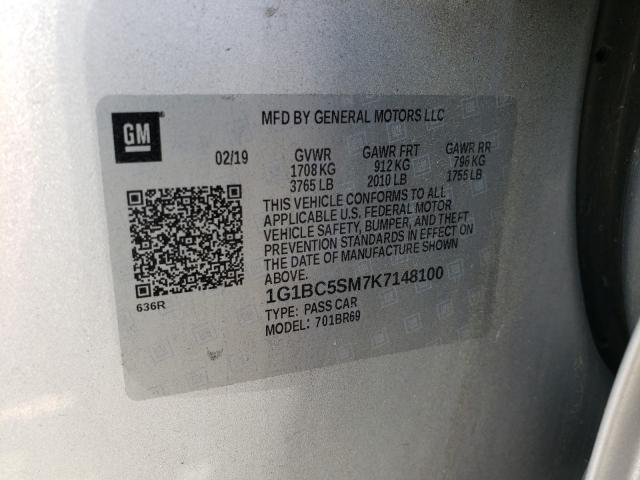 GM
MFD BY GENERAL MOTORS LLC
02/19
GVWR GAWR FRT GAWR RR
1708 KG 912 KG 796 KG
3765 LB 2010 LB 1755 LB
THIS VEHICLE CONFORMS TO ALL
APPLICABLE U.S. FEDERAL MOTOR
VEHICLE SAFETY, BUMPER, AND THEFT
PREVENTION STANDARDS IN EFFECT ON
THE DATE OF MANUFACTURE SHOWN
ABOVE.
1G1BC5SM7K7148100
TYPE: PASS CAR
MODEL: 701BR69
636R